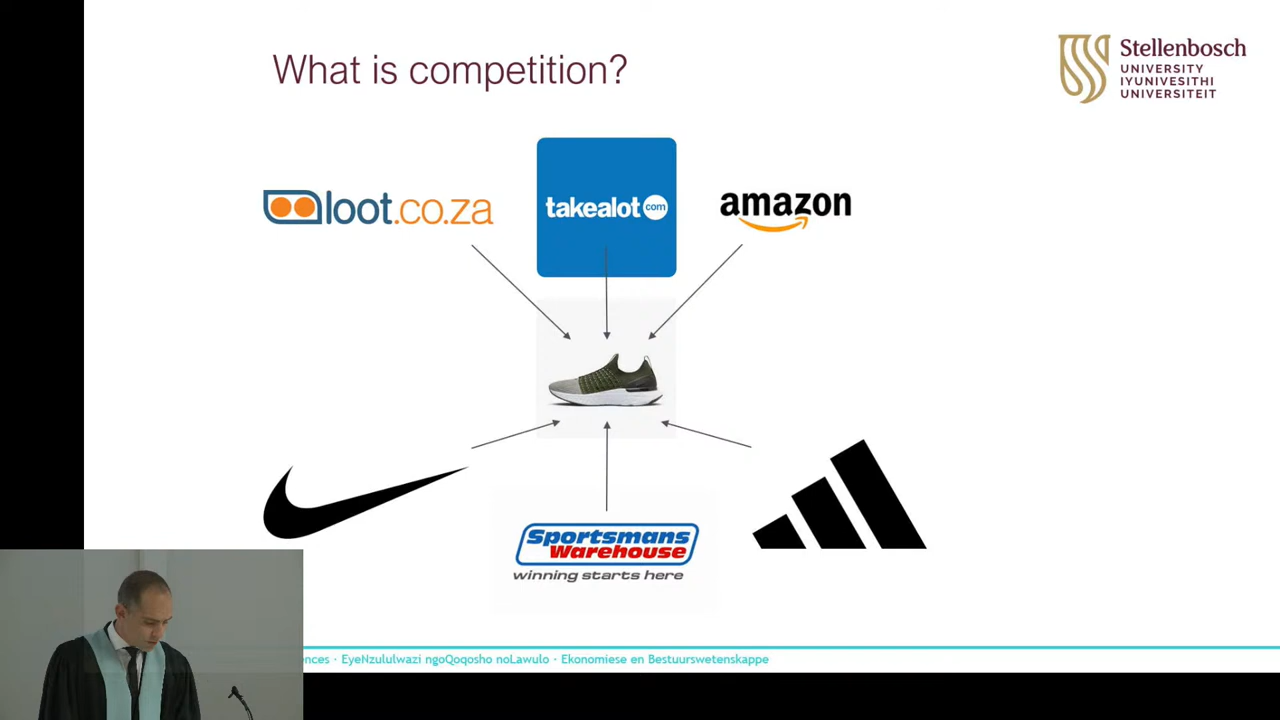 What is competition?
Stellenbosch
UNIVERSITY
IYUNIVESITHI
UNIVERSITEIT
loot.co.za
takealot com
amazon
Sportsmans
Warehouse
winning starts here
ences · EyeNzululwazi ngoQoqosho noLawulo · Ekonomiese en Bestuurswetenskappe